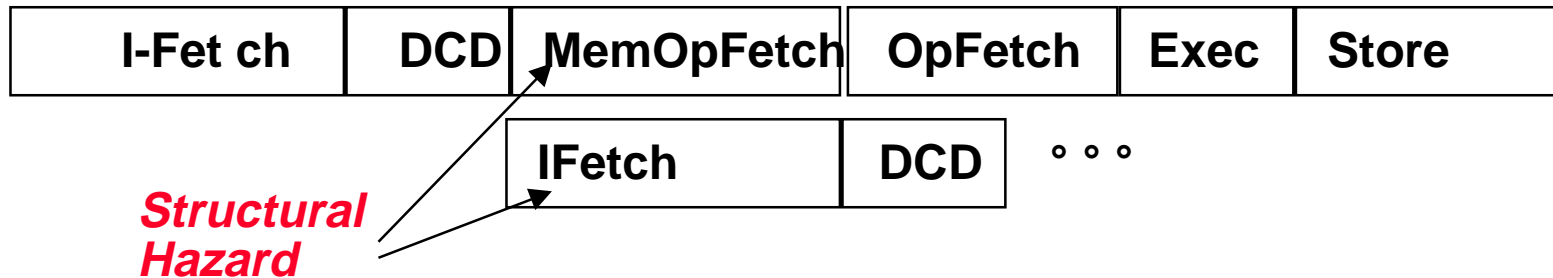 I-Fet ch DCD MemOpFetch OpFetch Exec Store
IFetch DCD ° ° °
Structural
Hazard